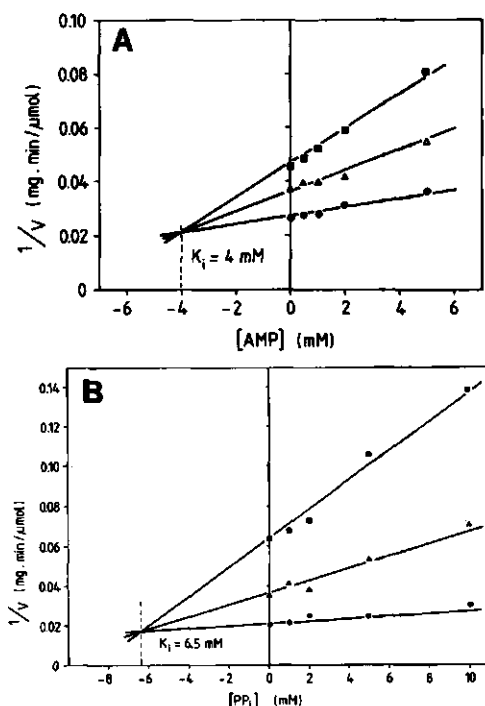 A
1/v (mg.min/μmol)
0.10
0.08
0.06
0.04
0.02
0
Ki = 4 mM
-6 -4 -2 0 2 4 6
[AMP] (mM)
B
1/v (mg.min/μmol)
0.14
0.12
0.10
0.08
0.06
0.04
0.02
0
Ki = 6.5 mM
-8 -6 -4 -2 0 2 4 6 8 10
[PPi] (mM)